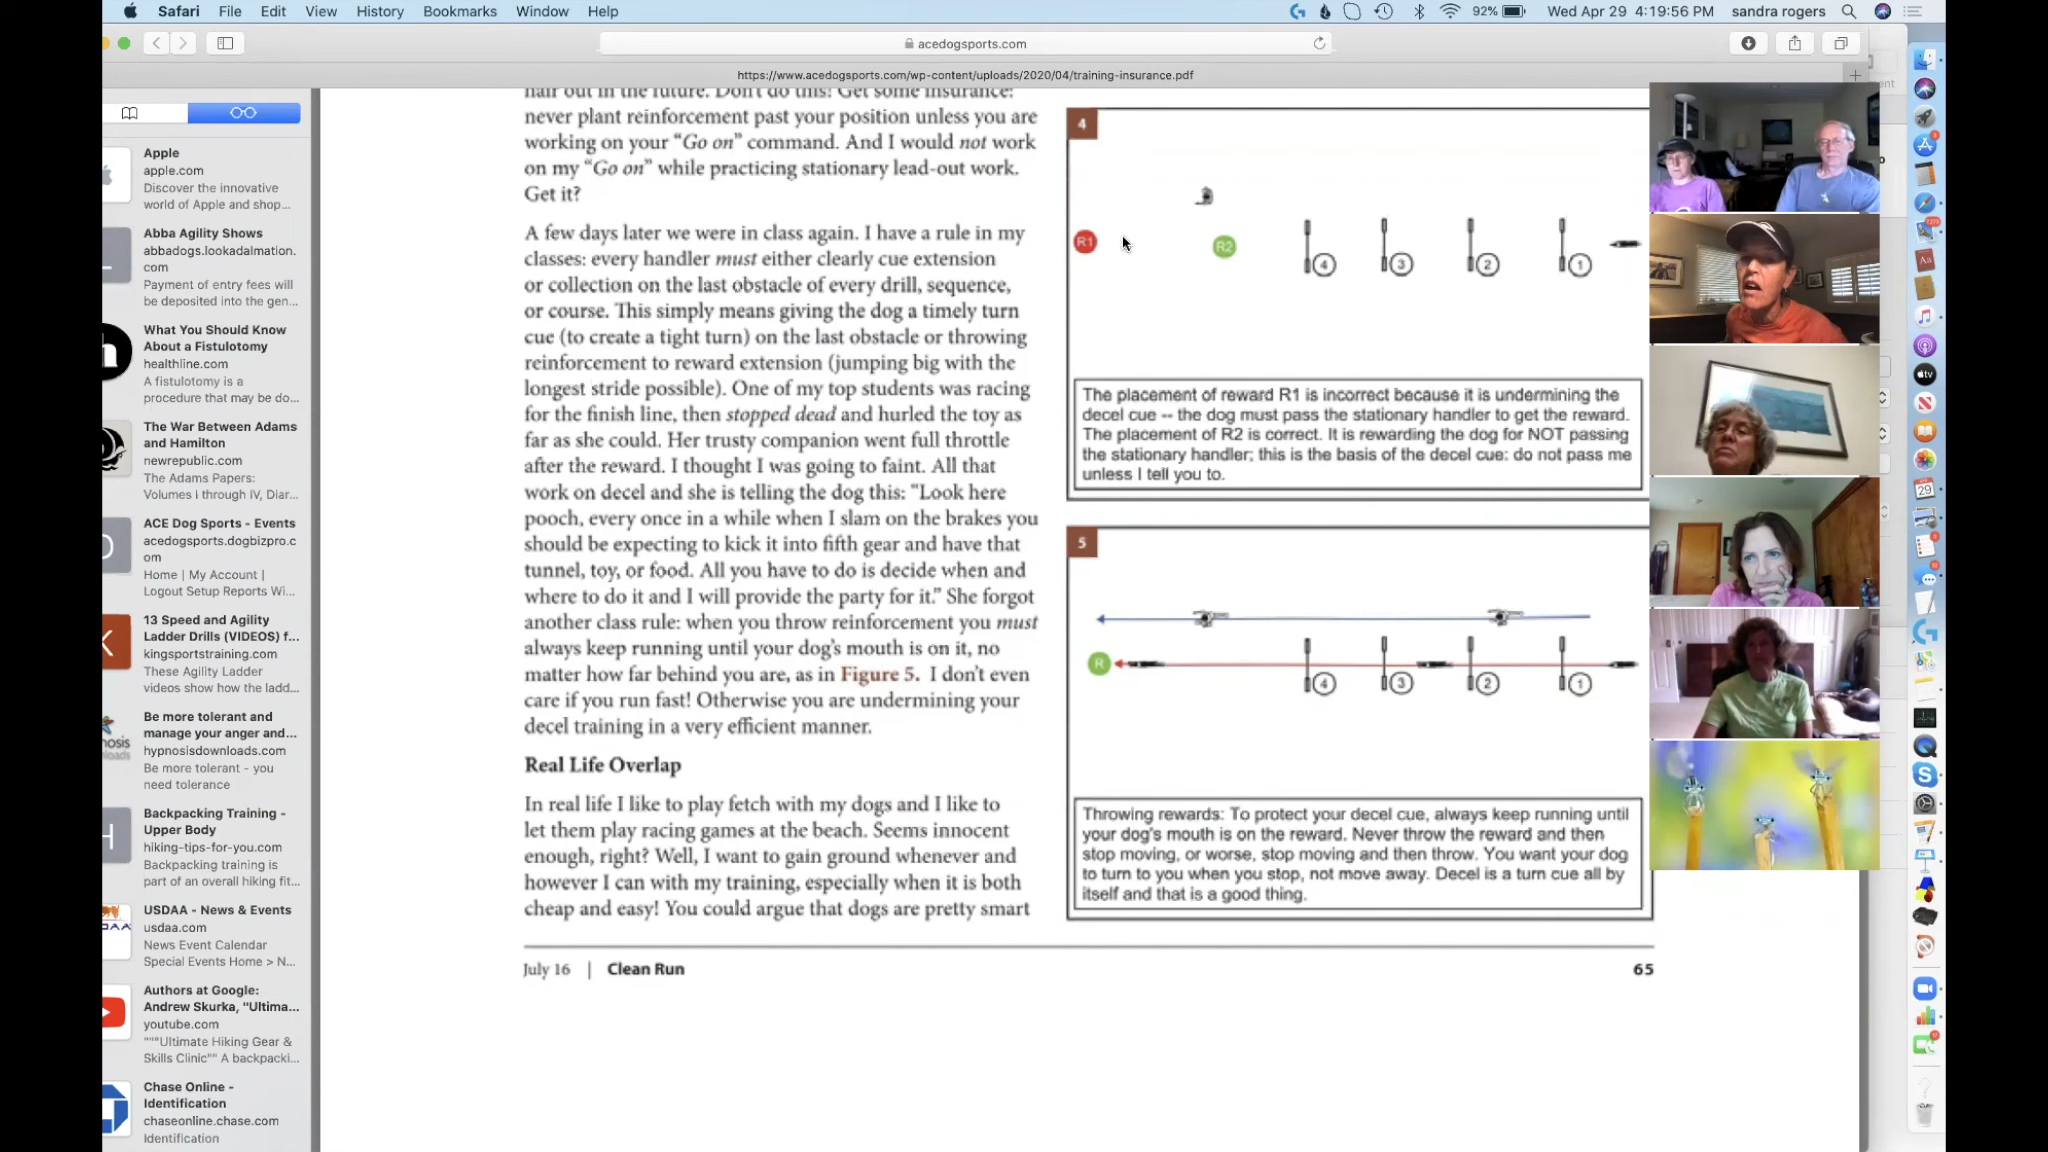 Safari File Edit View History Bookmarks Window Help
92% Wed Apr 29 4:19:56 PM sandra rogers
acedogsports.com
https://www.acedogsports.com/wp-content/uploads/2020/04/training-insurance.pdf
Apple
apple.com
Discover the innovative
world of Apple and shop...
Abba Agility Shows
abbadogs.lookadalmation.
com
Payment of entry fees will
be deposited into the gen...
What You Should Know
About a Fistulotomy
healthline.com
A fistulotomy is a
procedure that may be do...
The War Between Adams
and Hamilton
newrepublic.com
The Adams Papers:
Volumes I through IV, Diar...
ACE Dog Sports - Events
acedogsports.dogbizpro.c
om
Home | My Account |
Logout Setup Reports Wi...
13 Speed and Agility
Ladder Drills (VIDEOS) f...
kingsportstraining.com
These Agility Ladder
videos show how the ladd...
Be more tolerant and
manage your anger and...
hypnosisdownloads.com
Be more tolerant - you
need tolerance
Backpacking Training -
Upper Body
hiking-tips-for-you.com
Backpacking training is
part of an overall hiking fit...
USDAA - News & Events
usdaa.com
News Event Calendar
Special Events Home > N...
Authors at Google:
Andrew Skurka, "Ultima...
youtube.com
"""Ultimate Hiking Gear &
Skills Clinic"" A backpacki...
Chase Online -
Identification
chaseonline.chase.com
Identification
hair out in the future. Don't do this! Get some insurance:
never plant reinforcement past your position unless you are
working on your “Go on” command. And I would not work
on my “Go on” while practicing stationary lead-out work.
Get it?
A few days later we were in class again. I have a rule in my
classes: every handler must either clearly cue extension
or collection on the last obstacle of every drill, sequence,
or course. This simply means giving the dog a timely turn
cue (to create a tight turn) on the last obstacle or throwing
reinforcement to reward extension (jumping big with the
longest stride possible). One of my top students was racing
for the finish line, then stopped dead and hurled the toy as
far as she could. Her trusty companion went full throttle
after the reward. I thought I was going to faint. All that
work on decel and she is telling the dog this: “Look here
pooch, every once in a while when I slam on the brakes you
should be expecting to kick it into fifth gear and have that
tunnel, toy, or food. All you have to do is decide when and
where to do it and I will provide the party for it.” She forgot
another class rule: when you throw reinforcement you must
always keep running until your dog's mouth is on it, no
matter how far behind you are, as in Figure 5. I don't even
care if you run fast! Otherwise you are undermining your
decel training in a very efficient manner.
Real Life Overlap
In real life I like to play fetch with my dogs and I like to
let them play racing games at the beach. Seems innocent
enough, right? Well, I want to gain ground whenever and
however I can with my training, especially when it is both
cheap and easy! You could argue that dogs are pretty smart
4
R1 R2 4 3 2 1
The placement of reward R1 is incorrect because it is undermining the
decel cue -- the dog must pass the stationary handler to get the reward.
The placement of R2 is correct. It is rewarding the dog for NOT passing
the stationary handler; this is the basis of the decel cue: do not pass me
unless I tell you to.
5
R 4 3 2 1
Throwing rewards: To protect your decel cue, always keep running until
your dog's mouth is on the reward. Never throw the reward and then
stop moving, or worse, stop moving and then throw. You want your dog
to turn to you when you stop, not move away. Decel is a turn cue all by
itself and that is a good thing.
July 16 | Clean Run 65